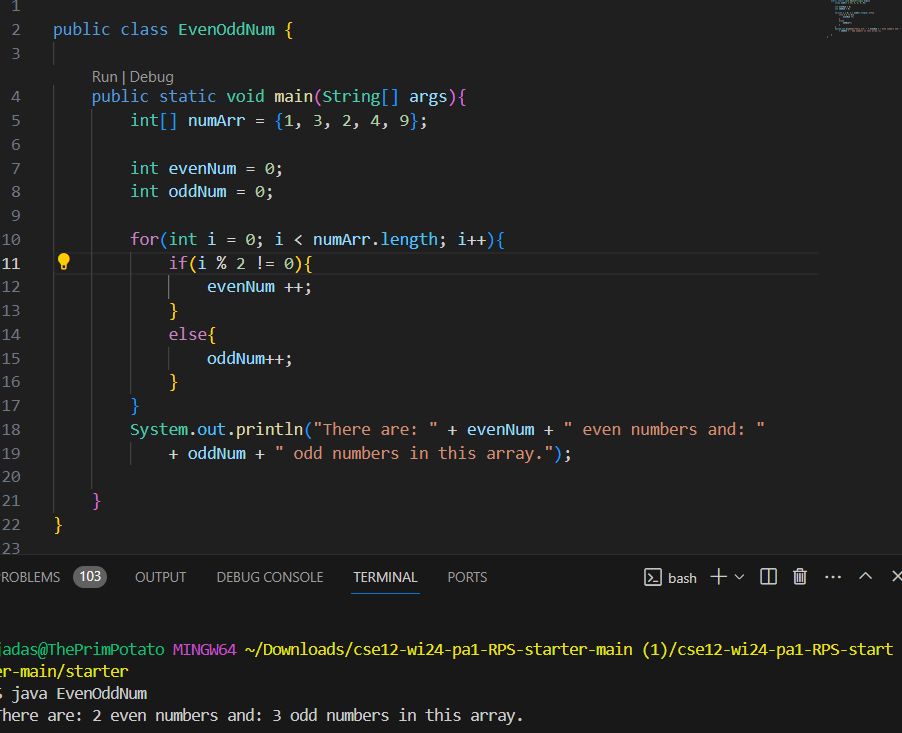 1
2 public class EvenOddNum {
3
Run | Debug
4 public static void main(String[] args){
5 int[] numArr = {1, 3, 2, 4, 9};
6
7 int evenNum = 0;
8 int oddNum = 0;
9
10 for(int i = 0; i < numArr.length; i++){
11 if(i % 2 != 0){
12 evenNum ++;
13 }
14 else{
15 oddNum++;
16 }
17 }
18 System.out.println("There are: " + evenNum + " even numbers and: "
19 + oddNum + " odd numbers in this array.");
20
21 }
22 }
23
ROBLEMS 103 OUTPUT DEBUG CONSOLE TERMINAL PORTS bash
jadas@ThePrimPotato MINGW64 ~/Downloads/cse12-wi24-pa1-RPS-starter-main (1)/cse12-wi24-pa1-RPS-start
er-main/starter
$ java EvenOddNum
There are: 2 even numbers and: 3 odd numbers in this array.